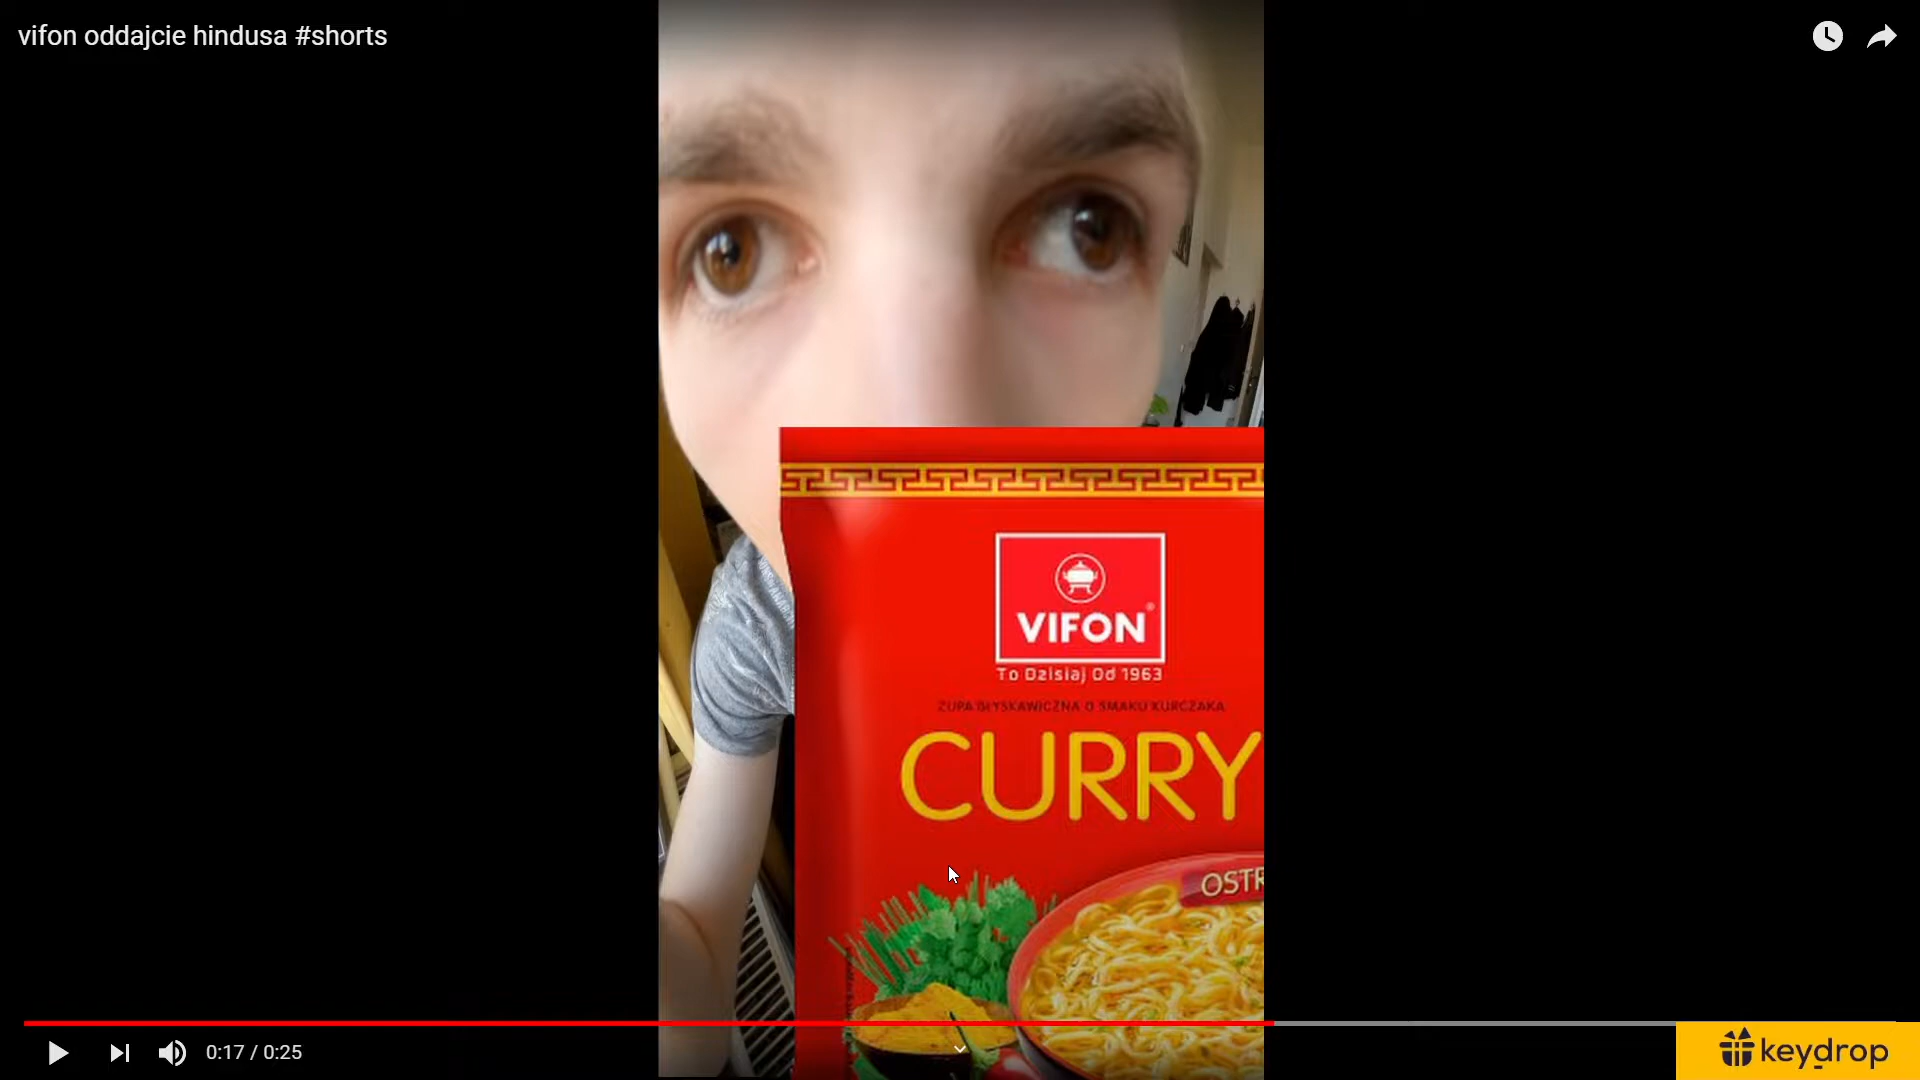 vifon oddajcie hindusa #shorts
VIFON®
To Dzisiaj Od 1963
ZUPA BŁYSKAWICZNA O SMAKU KURCZAKA
CURRY
OSTR
0:17 / 0:25
keydrop